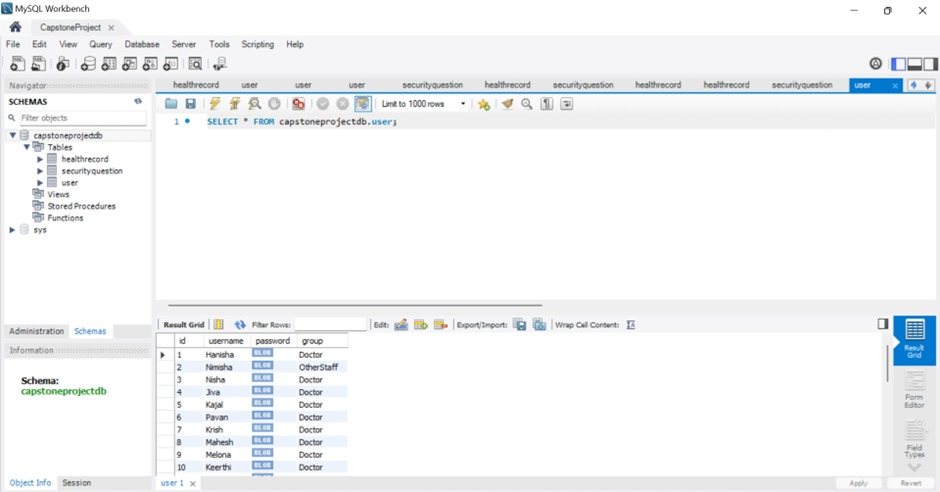 MySQL Workbench
CapstoneProject
File Edit View Query Database Server Tools Scripting Help
Navigator
SCHEMAS
Filter objects
capstoneprojectdb
Tables
healthrecord
securityquestion
user
Views
Stored Procedures
Functions
sys
Administration Schemas
Information
Schema:
capstoneprojectdb
Object Info Session
healthrecord user user user securityquestion healthrecord securityquestion healthrecord healthrecord securityquestion user
Limit to 1000 rows
1 SELECT * FROM capstoneprojectdb.user;
Result Grid Filter Rows: Edit: Export/Import: Wrap Cell Content:
id username password group
1 Hanisha BLOB Doctor
2 Nimisha BLOB OtherStaff
3 Nisha BLOB Doctor
4 Jiva BLOB Doctor
5 Kajal BLOB Doctor
6 Pavan BLOB Doctor
7 Krish BLOB Doctor
8 Mahesh BLOB Doctor
9 Melona BLOB Doctor
10 Keerthi BLOB Doctor
Result
Grid
Form
Editor
Field
Types
user 1
Apply Revert